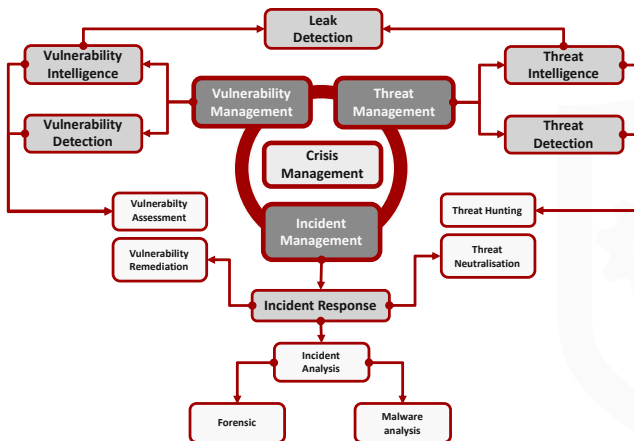 Leak
Detection
Vulnerability
Intelligence
Threat
Intelligence
Vulnerability
Management
Threat
Management
Vulnerability
Detection
Threat
Detection
Crisis
Management
Vulnerabilty
Assessment
Threat Hunting
Incident
Management
Vulnerability
Remediation
Threat
Neutralisation
Incident Response
Incident
Analysis
Forensic
Malware
analysis